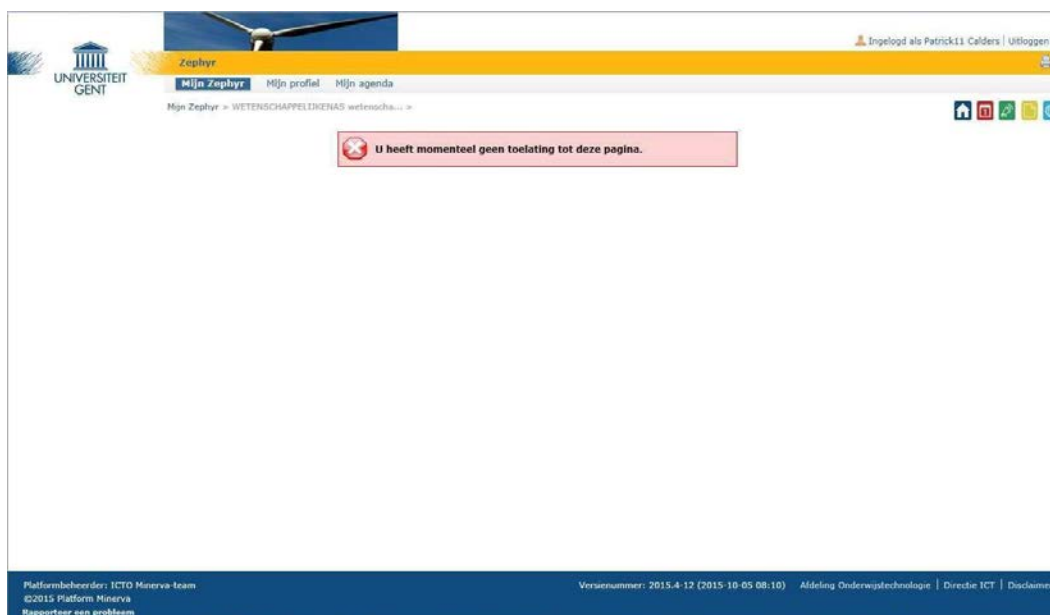 Ingelogd als Patrick11 Calders | Uitloggen
UNIVERSITEIT
GENT
Zephyr
Mijn Zephyr Mijn profiel Mijn agenda
Mijn Zephyr » WETENSCHAPPELIJKENAS wetenscha... »
U heeft momenteel geen toelating tot deze pagina.
Platformbeheerder: ICTO Minerva-team
Versienummer: 2015.4-12 (2015-10-05 08:10) Afdeling Onderwijstechnologie | Directie ICT | Disclaime
©2015 Platform Minerva
Rapporteer een probleem